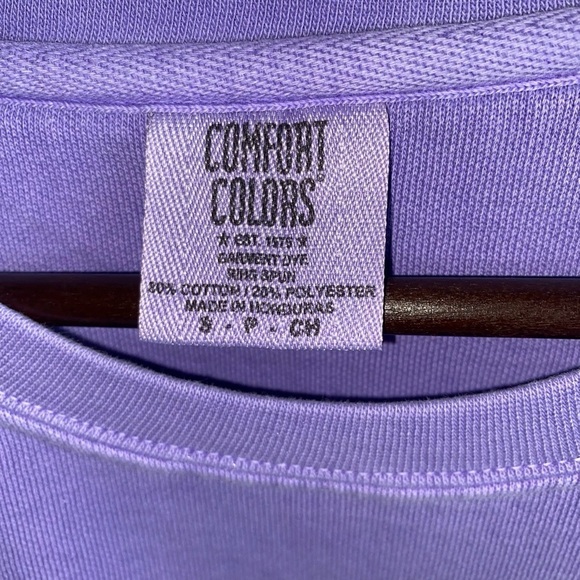 COMFORT
COLORS
★ EST. 1975 ★
GARMENT DYE
RING SPUN
80% COTTON / 20% POLYESTER
MADE IN HONDURAS
S - P - CH